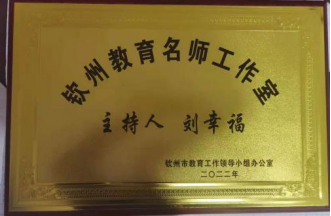 钦州教育名师工作室
主持人 刘幸福
钦州市教育工作领导小组办公室
二〇二二年